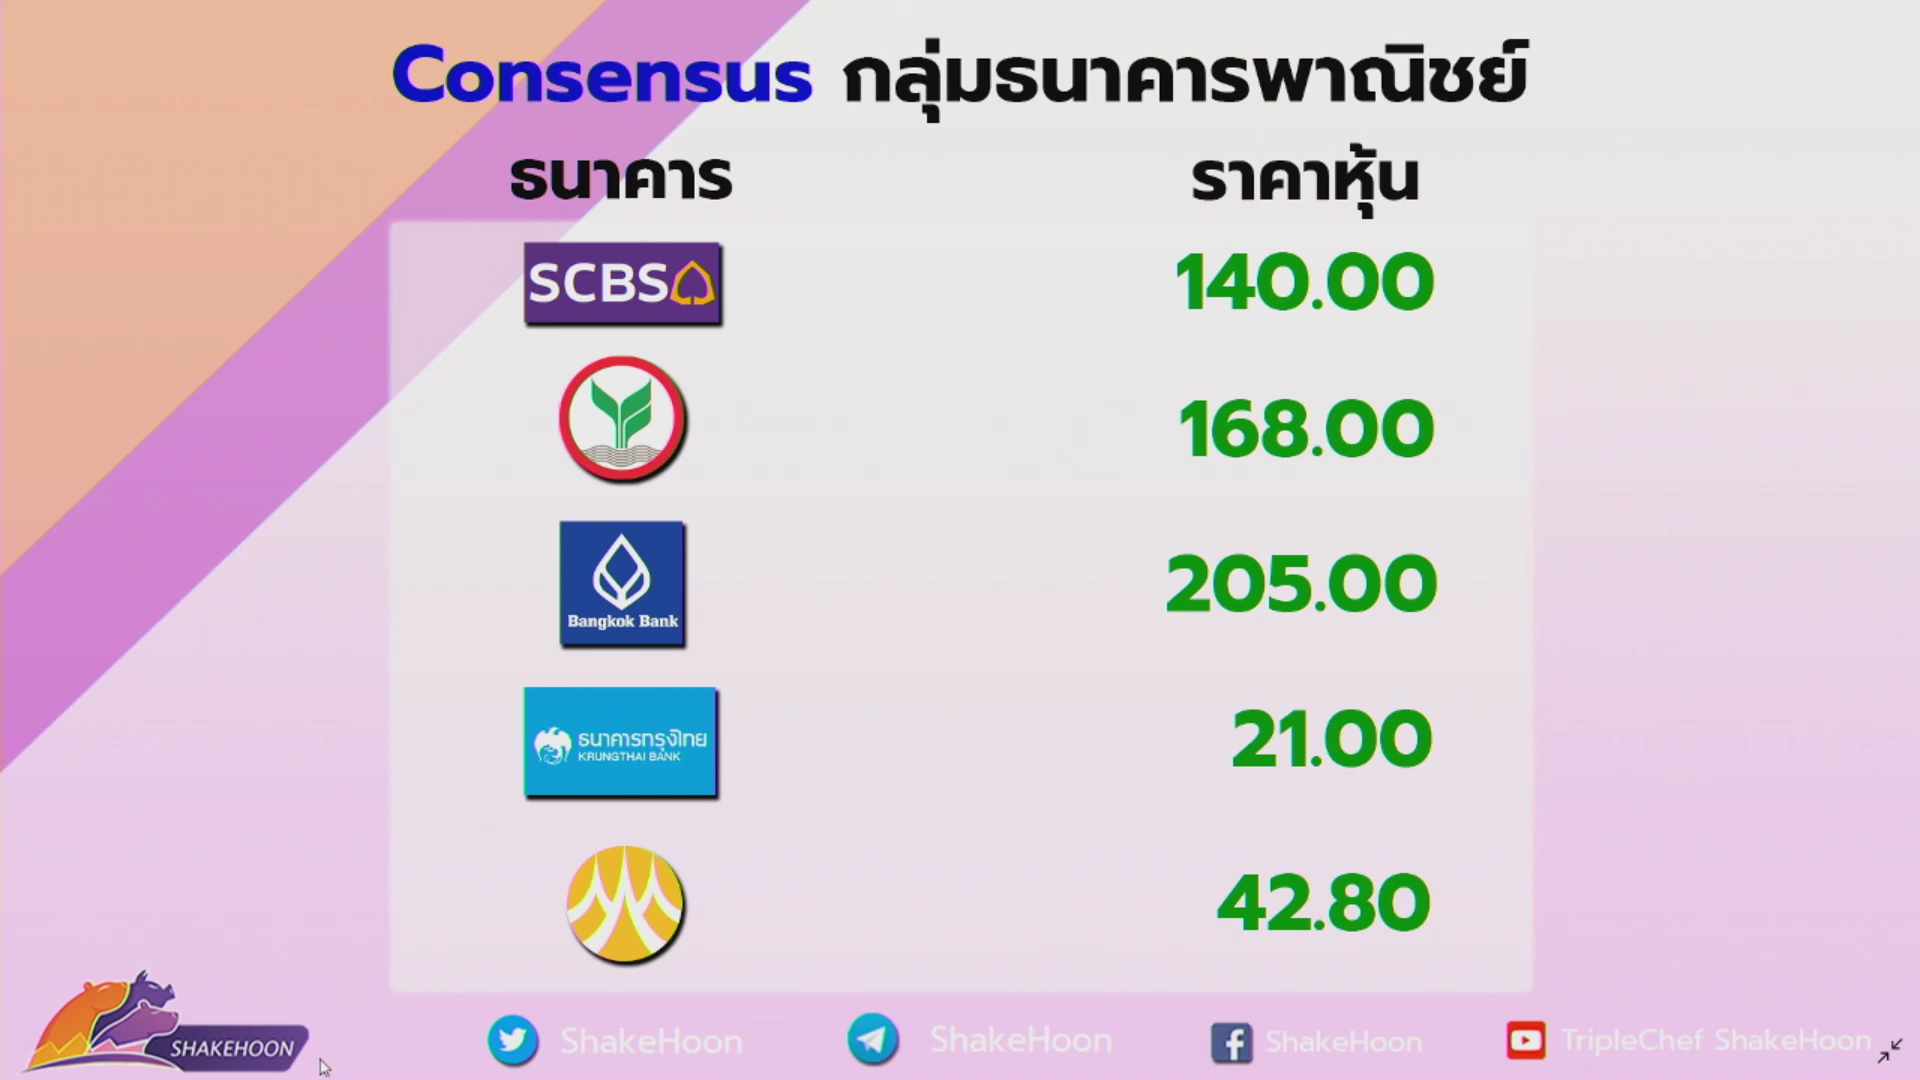 Consensus กลุ่มธนาคารพาณิชย์
ธนาคาร ราคาหุ้น
SCBS 140.00
168.00
Bangkok Bank 205.00
ธนาคารกรุงไทย
KRUNGTHAI BANK
21.00
42.80
SHAKEHOON
ShakeHoon ShakeHoon ShakeHoon TripleChef ShakeHoon